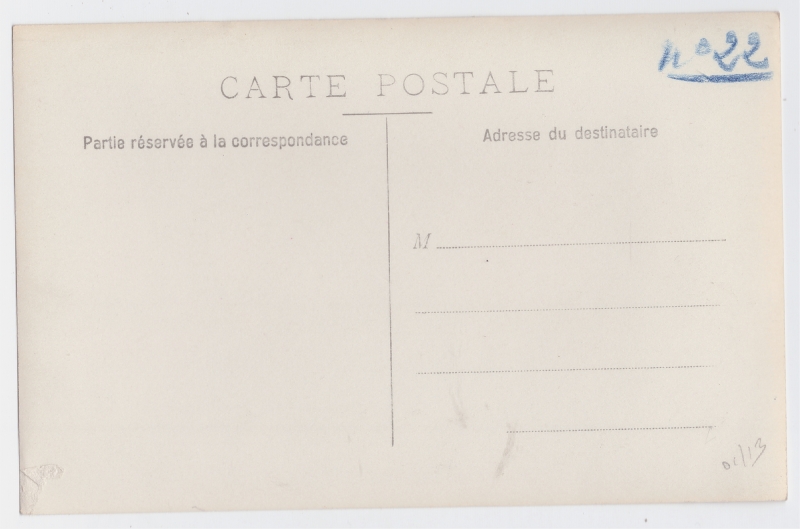 n° 22
CARTE POSTALE
Partie réservée à la correspondance
Adresse du destinataire
M